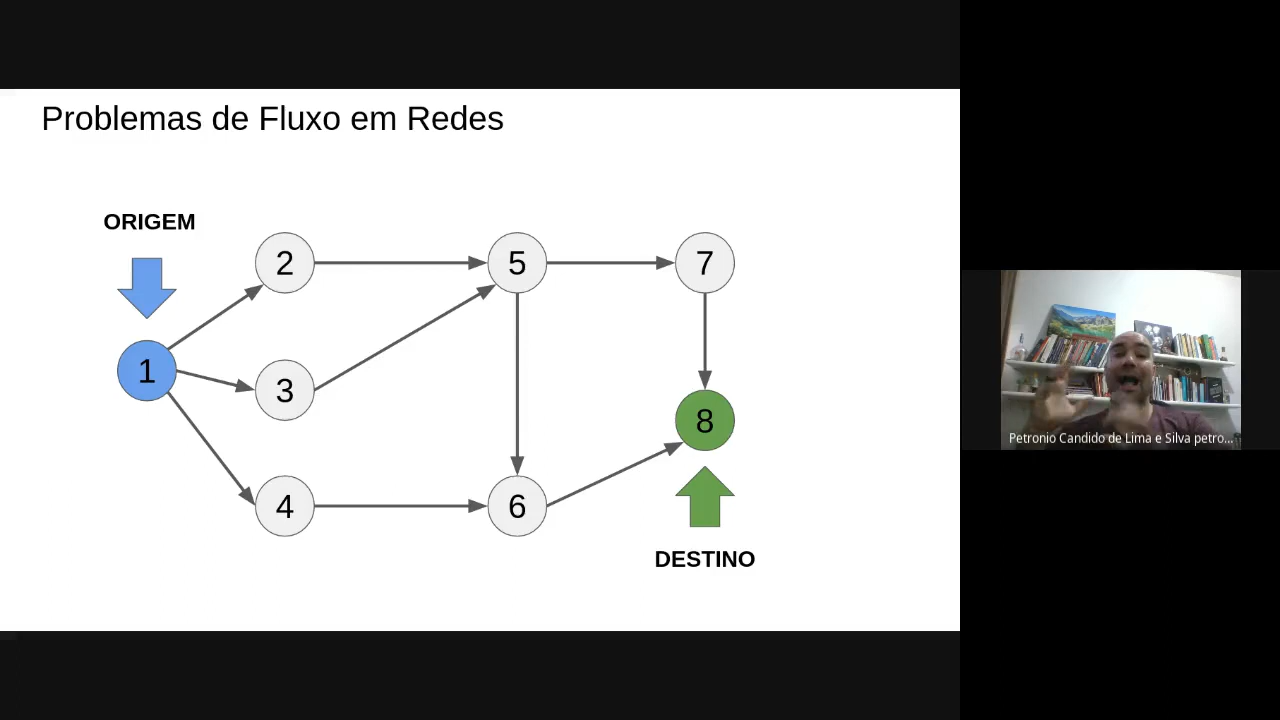 Problemas de Fluxo em Redes
ORIGEM
2
5
7
1
3
8
4
6
DESTINO
Petronio Candido de Lima e Silva petro...